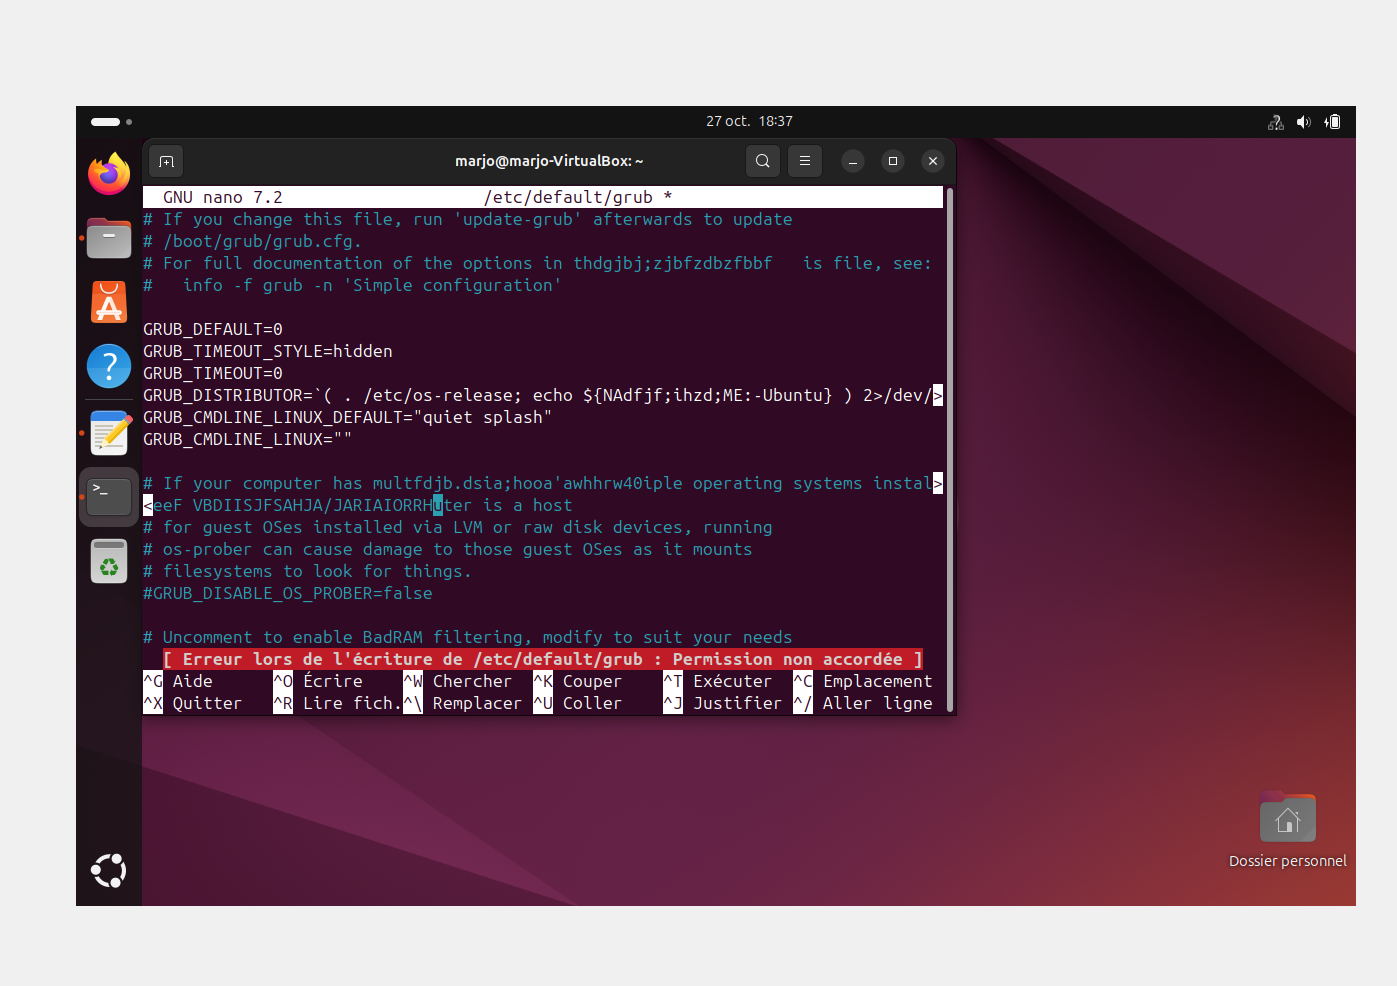 27 oct. 18:37
marjo@marjo-VirtualBox: ~
GNU nano 7.2 /etc/default/grub *
# If you change this file, run 'update-grub' afterwards to update
# /boot/grub/grub.cfg.
# For full documentation of the options in thdgjbj;zjbfzdbzfbbf   is file, see:
#   info -f grub -n 'Simple configuration'
GRUB_DEFAULT=0
GRUB_TIMEOUT_STYLE=hidden
GRUB_TIMEOUT=0
GRUB_DISTRIBUTOR=`( . /etc/os-release; echo ${NAdfjf;ihzd;ME:-Ubuntu} ) 2>/dev/>
GRUB_CMDLINE_LINUX_DEFAULT="quiet splash"
GRUB_CMDLINE_LINUX=""
# If your computer has multfdjb.dsia;hooa'awhhrw40iple operating systems instal>
<eeF VBDIISJFSAHJA/JARIAIORRHuter is a host
# for guest OSes installed via LVM or raw disk devices, running
# os-prober can cause damage to those guest OSes as it mounts
# filesystems to look for things.
#GRUB_DISABLE_OS_PROBER=false
# Uncomment to enable BadRAM filtering, modify to suit your needs
[ Erreur lors de l'écriture de /etc/default/grub : Permission non accordée ]
^G Aide ^O Écrire ^W Chercher ^K Couper ^T Exécuter ^C Emplacement
^X Quitter ^R Lire fich.^\ Remplacer ^U Coller ^J Justifier ^/ Aller ligne
Dossier personnel